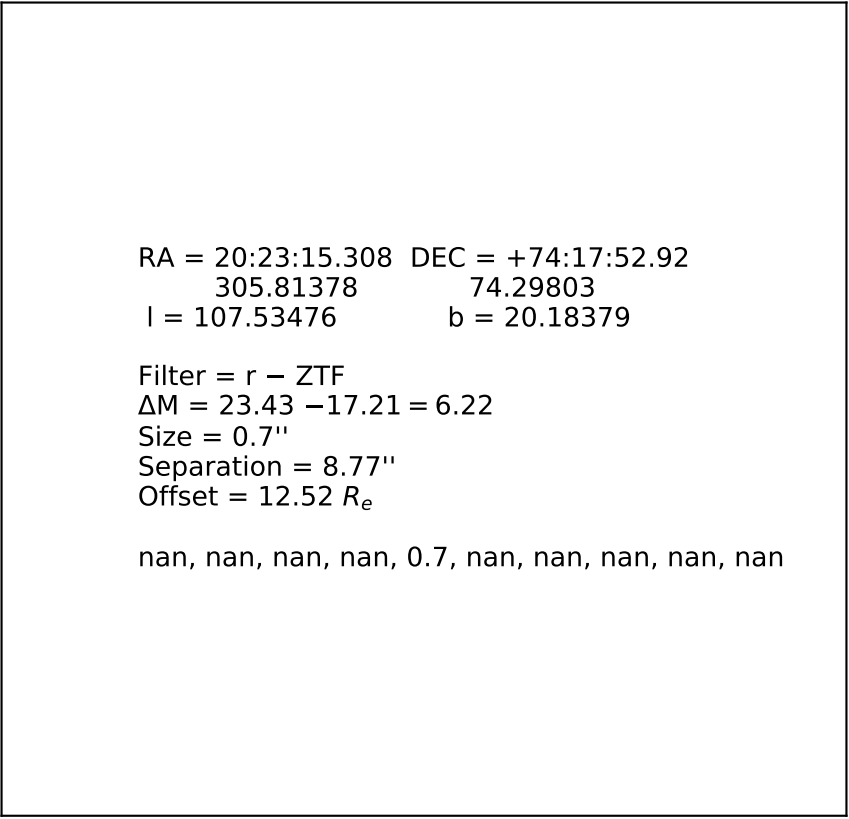 RA = 20:23:15.308  DEC = +74:17:52.92
305.81378 74.29803
l = 107.53476 b = 20.18379
Filter = r − ZTF
ΔM = 23.43 −17.21 = 6.22
Size = 0.7''
Separation = 8.77''
Offset = 12.52 Re
nan, nan, nan, nan, 0.7, nan, nan, nan, nan, nan